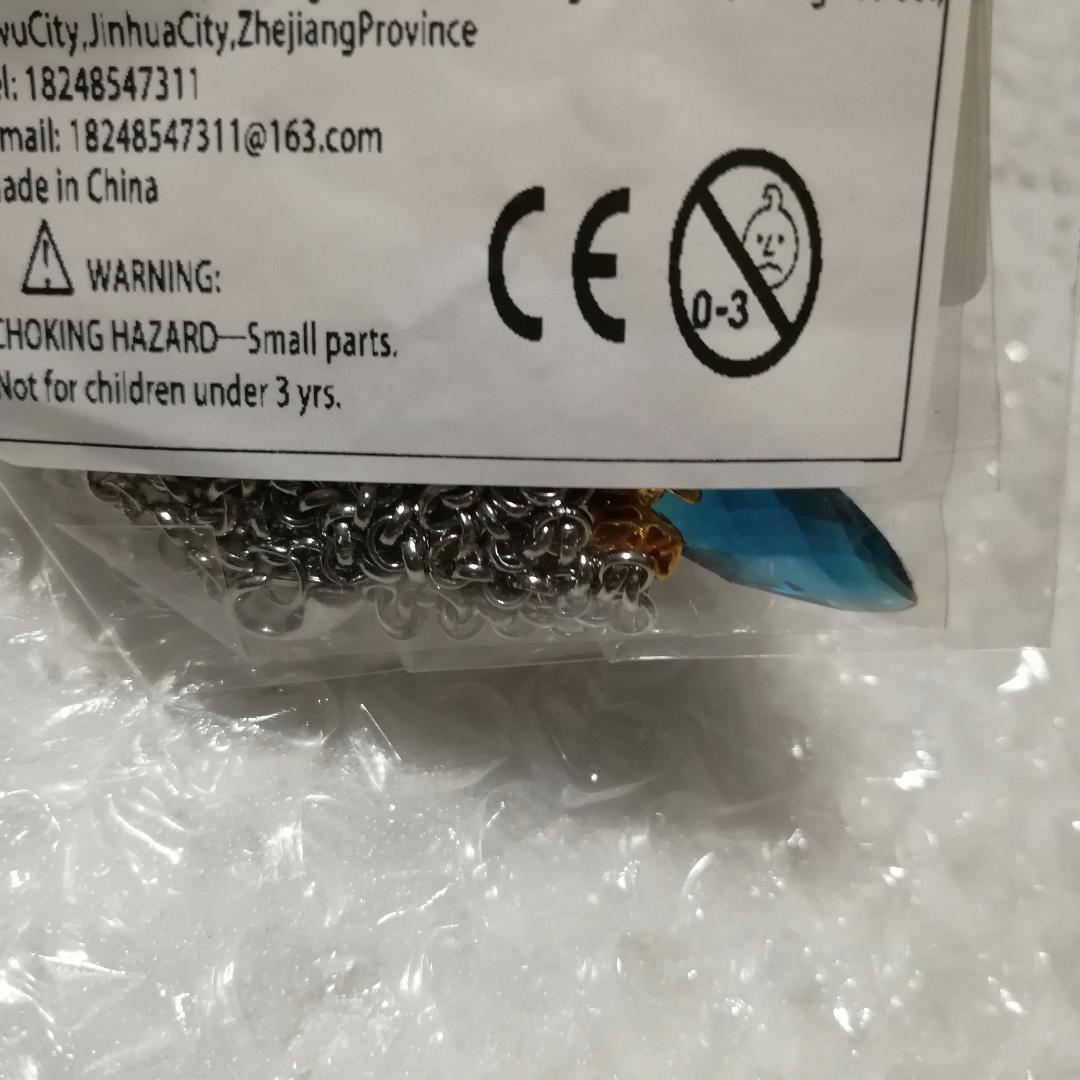 wuCity,JinhuaCity,ZhejiangProvince
el: 18248547311
mail: 18248547311@163.com
ade in China
WARNING:
CHOKING HAZARD—Small parts.
Not for children under 3 yrs.
CE
0-3